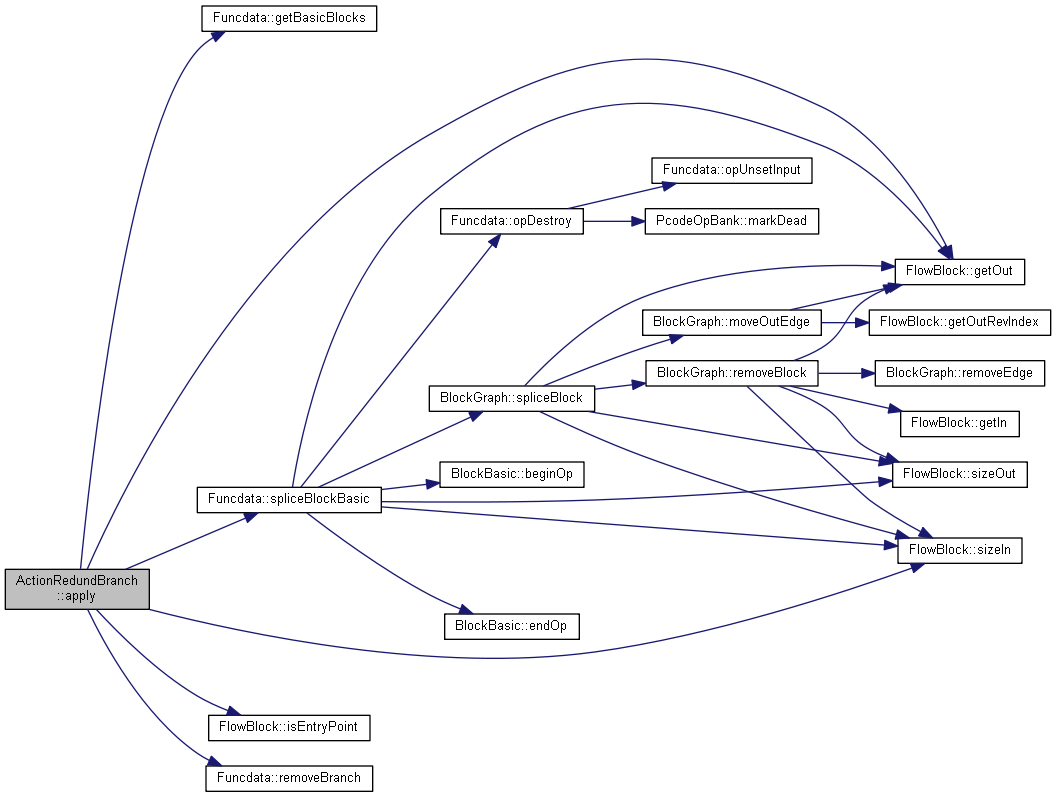 Funcdata::getBasicBlocks
Funcdata::opUnsetInput
Funcdata::opDestroy
PcodeOpBank::markDead
FlowBlock::getOut
BlockGraph::moveOutEdge
FlowBlock::getOutRevIndex
BlockGraph::removeBlock
BlockGraph::removeEdge
BlockGraph::spliceBlock
FlowBlock::getIn
BlockBasic::beginOp
FlowBlock::sizeOut
Funcdata::spliceBlockBasic
FlowBlock::sizeIn
ActionRedundBranch
::apply
BlockBasic::endOp
FlowBlock::isEntryPoint
Funcdata::removeBranch